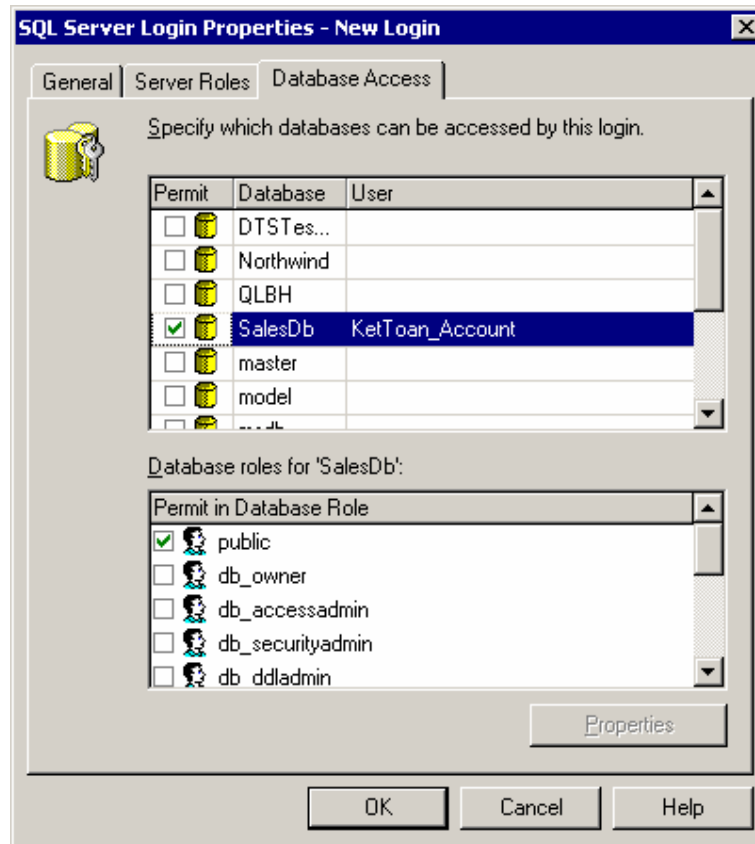 SQL Server Login Properties - New Login
General Server Roles Database Access
Specify which databases can be accessed by this login.
Permit Database User
DTSTes...
Northwind
QLBH
SalesDb KetToan_Account
master
model
Database roles for 'SalesDb':
Permit in Database Role
public
db_owner
db_accessadmin
db_securityadmin
db_ddladmin
Properties
OK Cancel Help